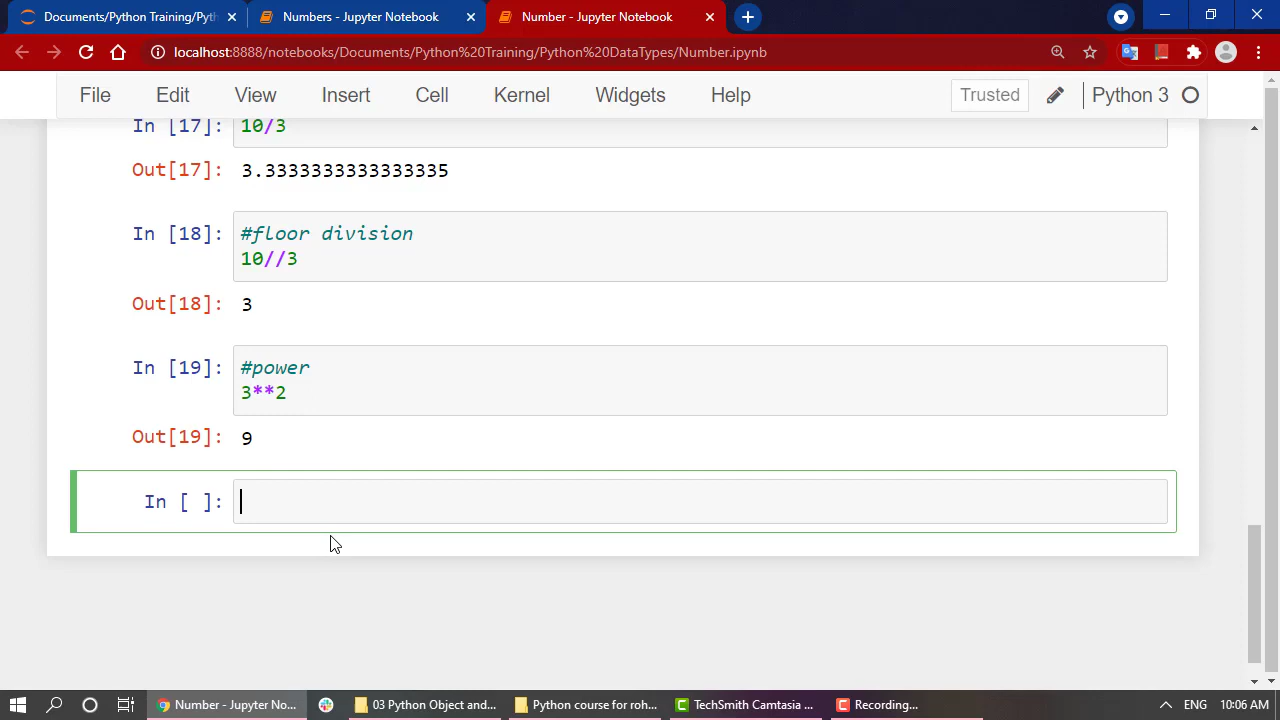 Documents/Python Training/Pyth
Numbers - Jupyter Notebook
Number - Jupyter Notebook
localhost:8888/notebooks/Documents/Python%20Training/Python%20DataTypes/Number.ipynb
File Edit View Insert Cell Kernel Widgets Help Trusted Python 3
In [17]: 10/3
Out[17]: 3.3333333333333335
In [18]: #floor division
10//3
Out[18]: 3
In [19]: #power
3**2
Out[19]: 9
In [ ]:
Number - Jupyter No...
03 Python Object and...
Python course for roh...
TechSmith Camtasia ...
Recording...
ENG
10:06 AM